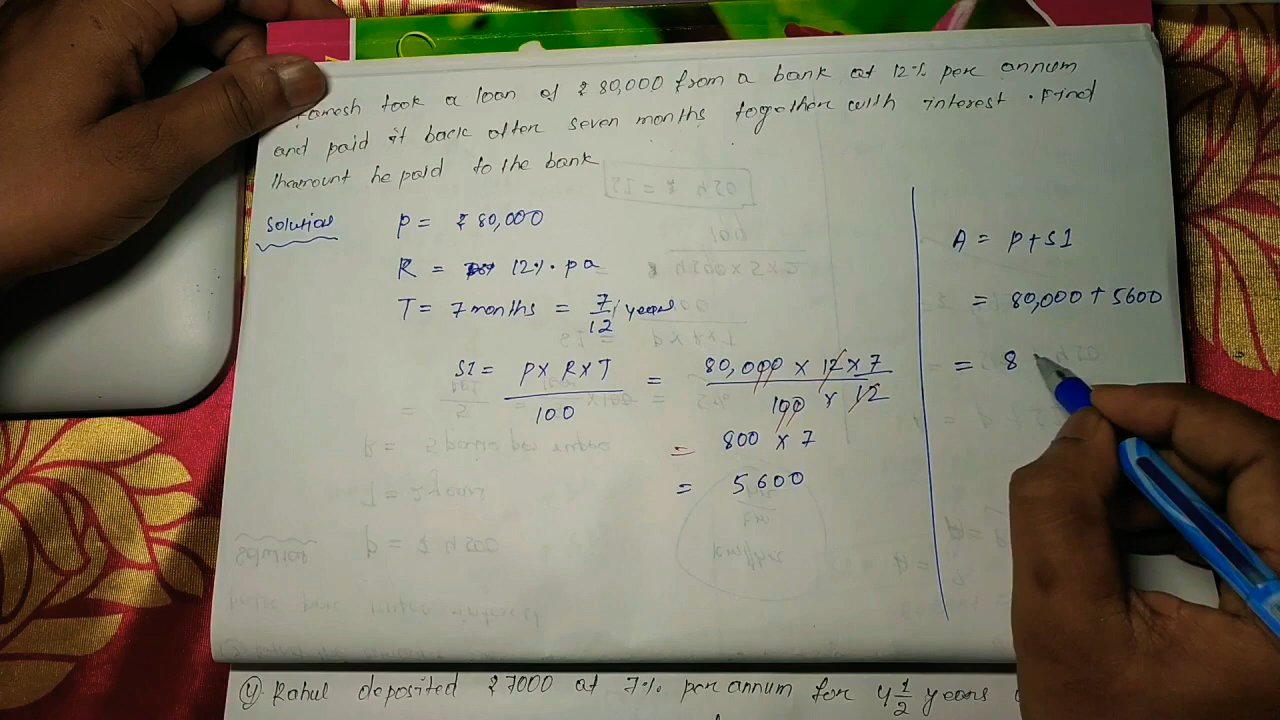 took a loan of ₹ 80,000 from a bank at 12% per annum
and paid it back after seven months together with interest. Find
thamount he paid to the bank
Solution
P = ₹ 80,000
R = 12%. pa
T = 7 months = 7/12 years
SI = P x R x T / 100 = 80,000 x 12 x 7 / 100 x 12
= 800 x 7
= 5600
A = P + SI
= 80,000 + 5600
= 8
(4) Rahul deposited ₹7000 at 7% per annum for 4 1/2 years